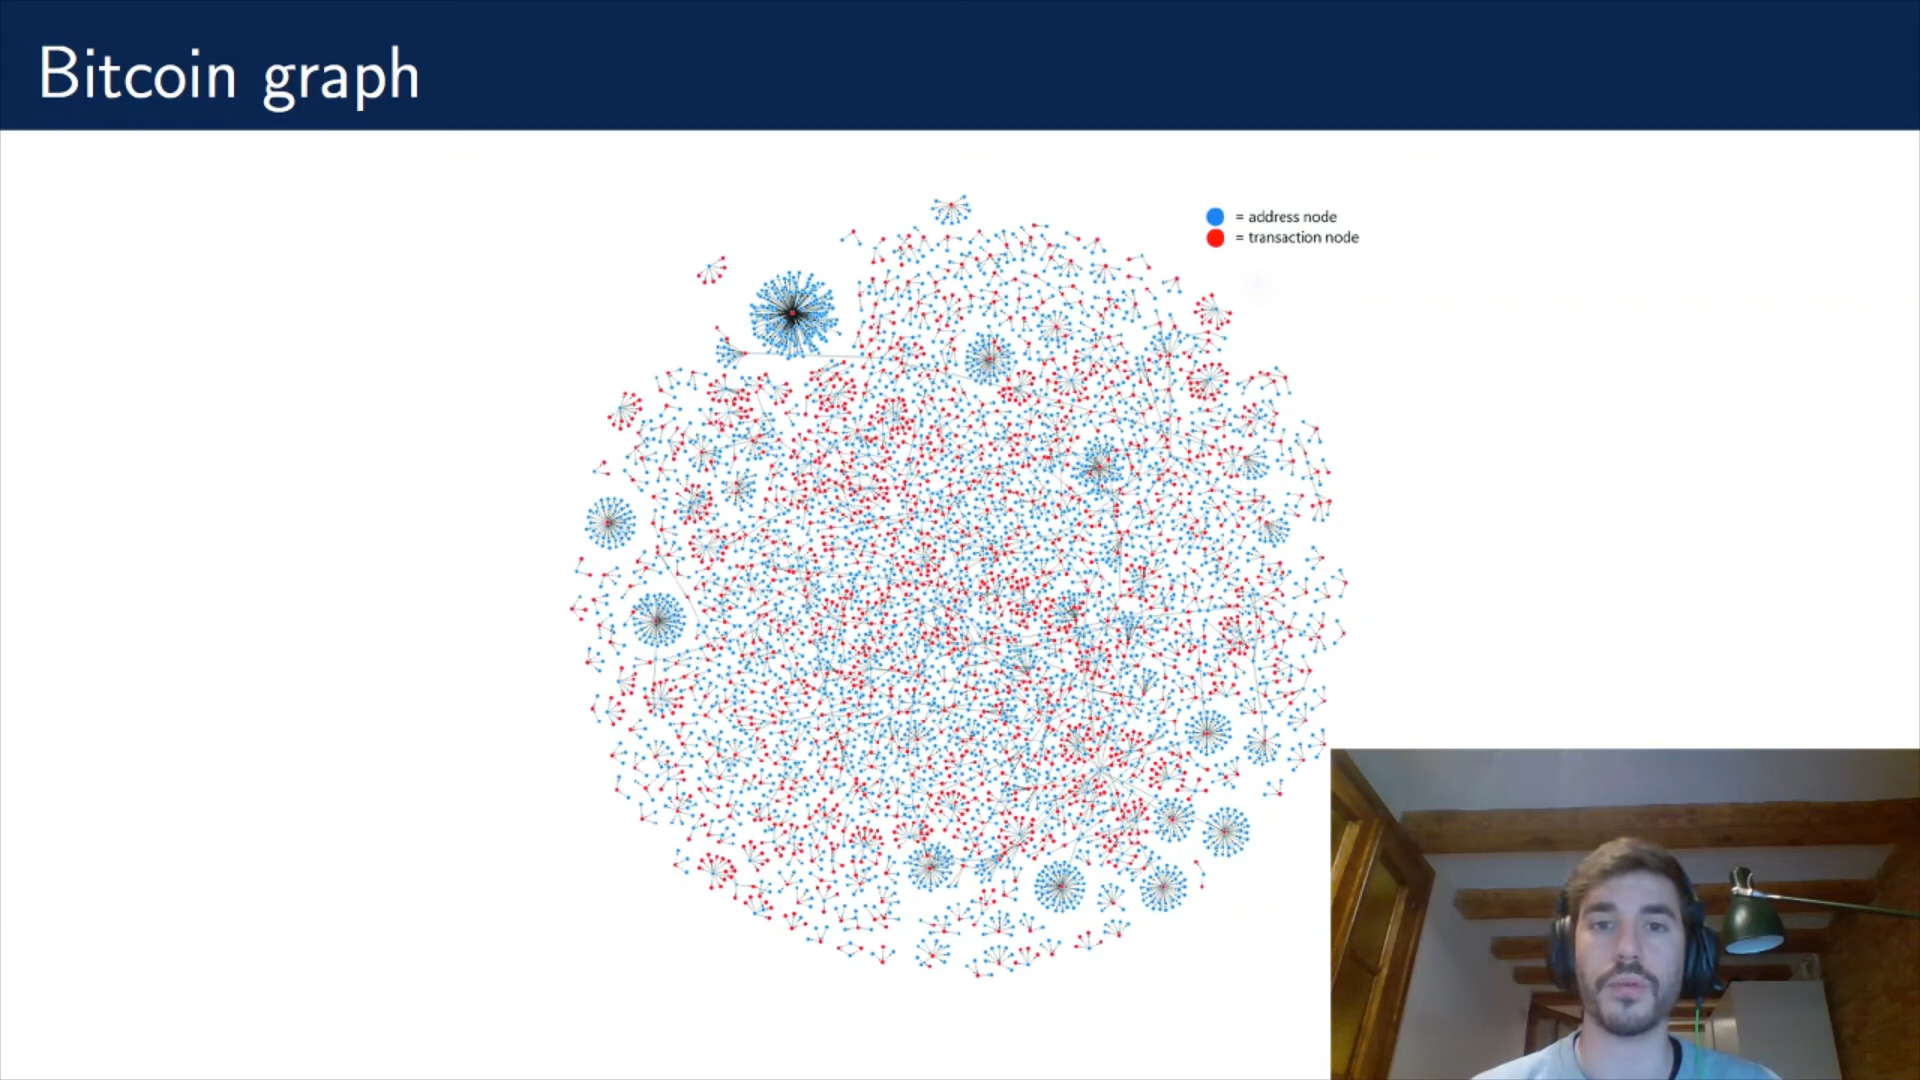 Bitcoin graph
= address node
= transaction node